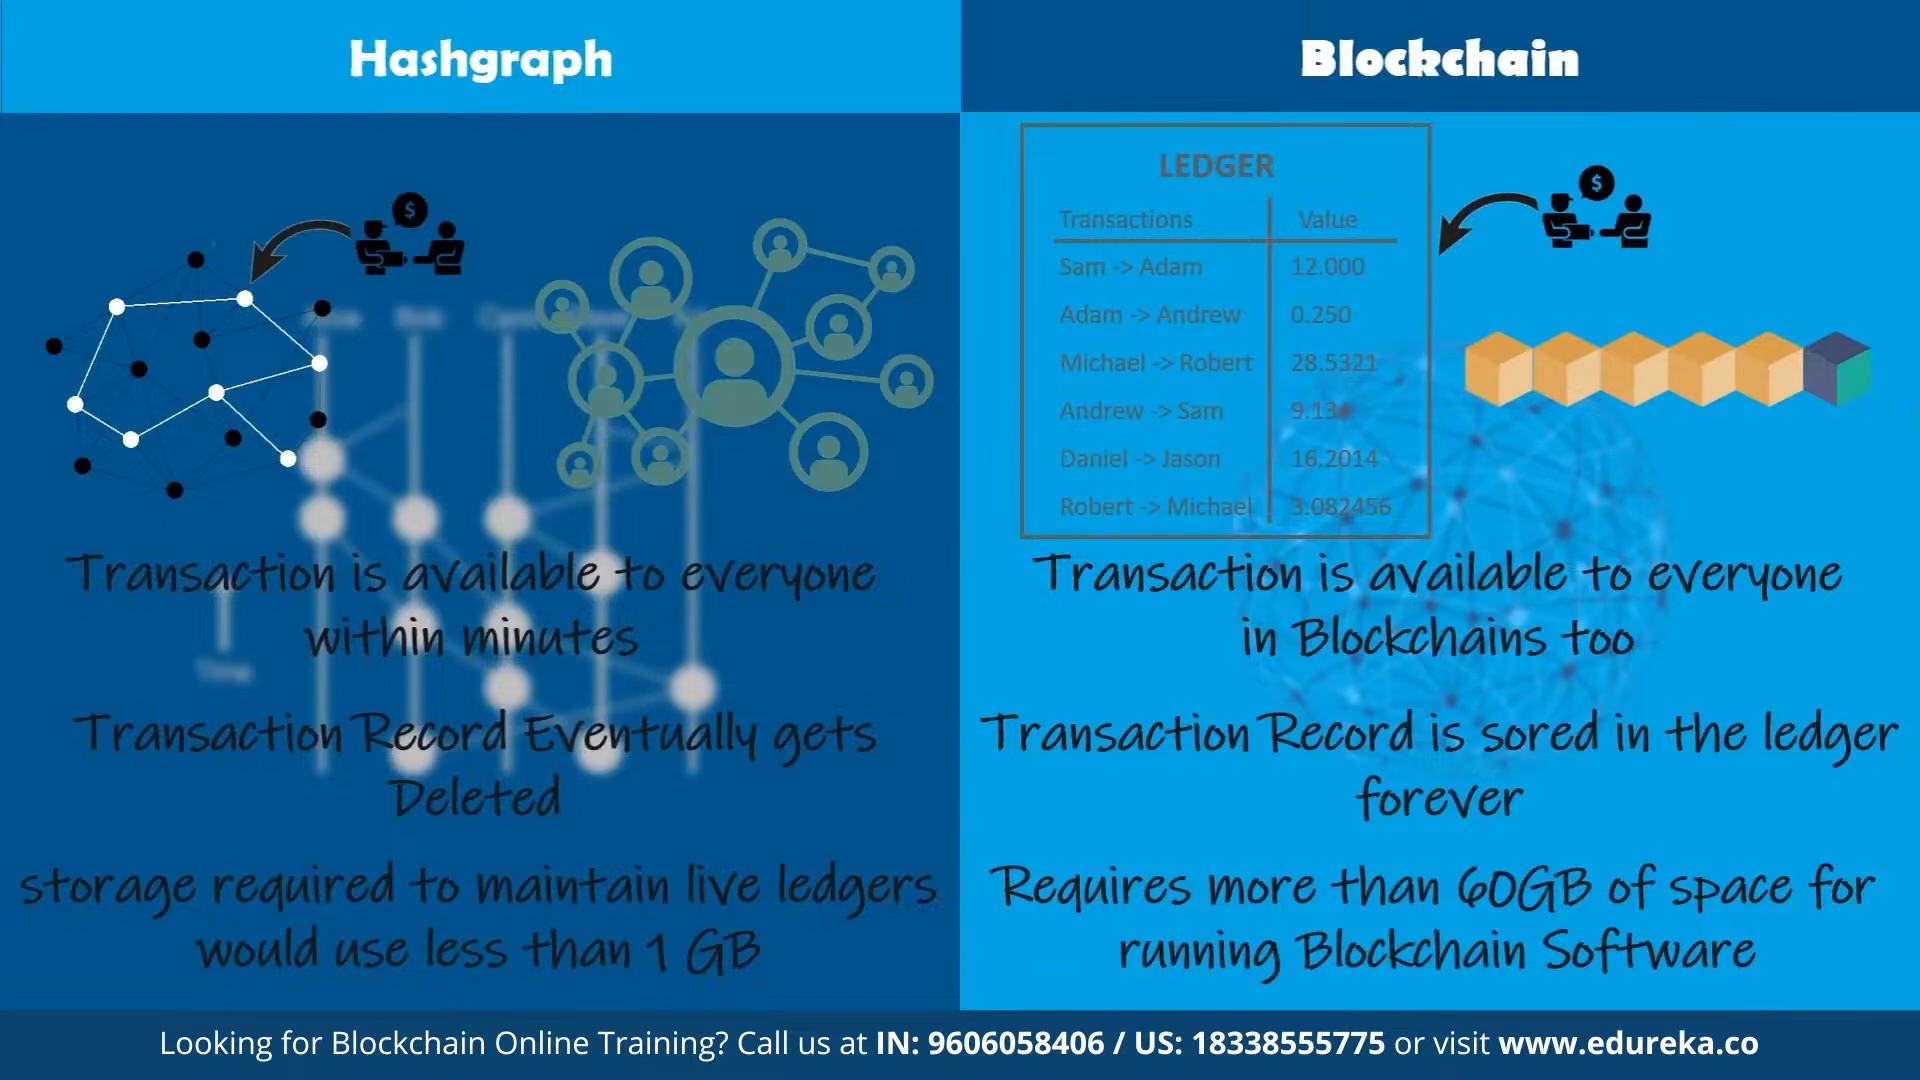 Hashgraph
Blockchain
LEDGER
Transactions Value
Sam -> Adam 12.000
Adam -> Andrew 0.250
Michael -> Robert 28.5321
Andrew -> Sam 9.13
Daniel -> Jason 16.2014
Robert -> Michael 3.082456
Transaction is available to everyone
within minutes
Transaction Record Eventually gets
Deleted
storage required to maintain live ledgers
would use less than 1 GB
Transaction is available to everyone
in Blockchains too
Transaction Record is sored in the ledger
forever
Requires more than 60GB of space for
running Blockchain Software
Looking for Blockchain Online Training? Call us at IN: 9606058406 / US: 18338555775 or visit www.edureka.co